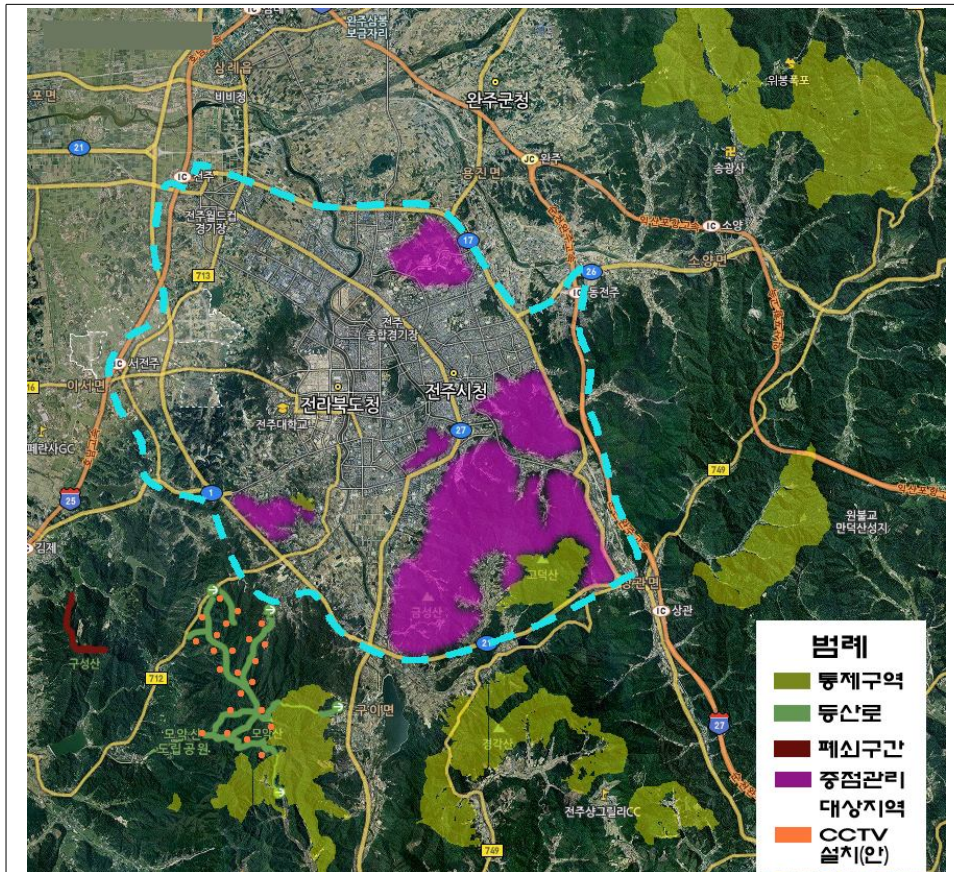 완주삼봉
보금자리
삼례읍
비비정
포면
완주군청
위봉폭포
21
JC 완주
송광사
용진면
IC 전주
전주월드컵
경기장
IC 소양
17
소양면
26
713
IC 동전주
전주
종합경기장
IC 서전주
이서면
16
전라북도청
전주시청
전주대학교
27
749
25
1
원불교
만덕산성지
김제
고덕산
상관면
금성산
IC 상관
21
구성산
712
구이면
27
모악산
도립공원
모악산
경각산
전주샹그릴라CC
749
범례
통제구역
등산로
폐쇄구간
중점관리
대상지역
CCTV
설치(안)